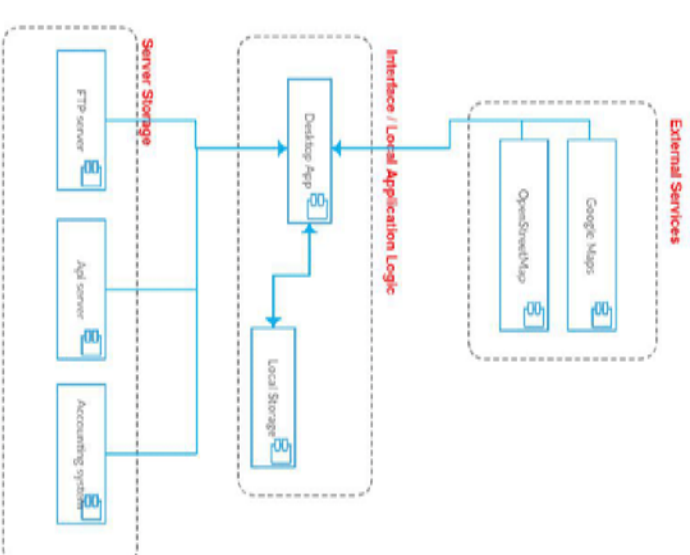 External Services
Google Maps
OpenStreetMap
Interface / Local Application Logic
Desktop App
Local Storage
Server Storage
FTP server
Api server
Accounting system